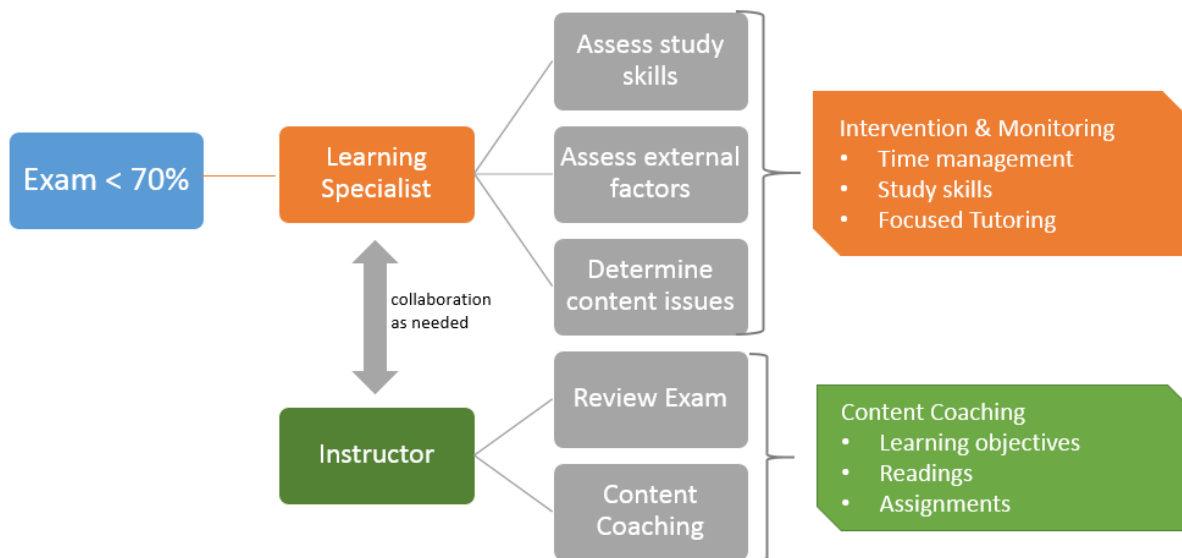 Exam < 70%
Learning
Specialist
collaboration
as needed
Instructor
Assess study
skills
Assess external
factors
Determine
content issues
Review Exam
Content
Coaching
Intervention & Monitoring
• Time management
• Study skills
• Focused Tutoring
Content Coaching
• Learning objectives
• Readings
• Assignments